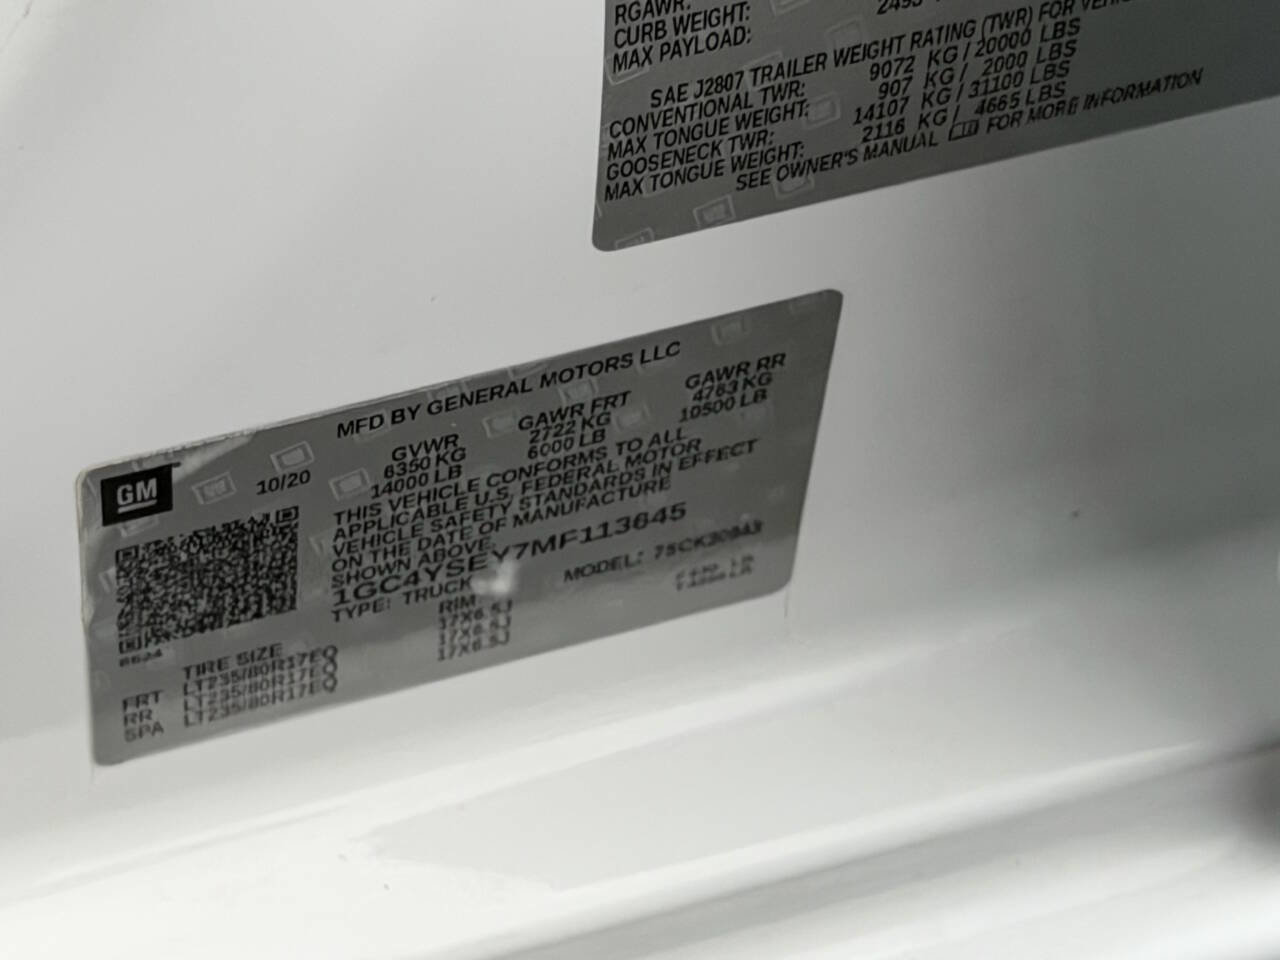 RGAWR:
CURB WEIGHT:
MAX PAYLOAD:
SAE J2807 TRAILER WEIGHT RATING (TWR) FOR
CONVENTIONAL TWR: 9072 KG / 20000 LBS
MAX TONGUE WEIGHT: 907 KG / 2000 LBS
GOOSENECK TWR: 14107 KG / 31100 LBS
MAX TONGUE WEIGHT: 2116 KG / 4665 LBS
SEE OWNER'S MANUAL FOR MORE INFORMATION
MFD BY GENERAL MOTORS LLC
GM
10/20 GVWR GAWR FRT GAWR RR
6350 KG 2722 KG 4763 KG
14000 LB 6000 LB 10500 LB
THIS VEHICLE CONFORMS TO ALL
APPLICABLE U.S. FEDERAL MOTOR
VEHICLE SAFETY STANDARDS IN EFFECT
ON THE DATE OF MANUFACTURE
SHOWN ABOVE.
1GC4YSEY7MF113645
TYPE: TRUCK MODEL:
TIRE SIZE RIM
FRT LT235/80R17EQ 17X6.5J
RR LT235/80R17EQ 17X6.5J
SPA LT235/80R17EQ 17X6.5J